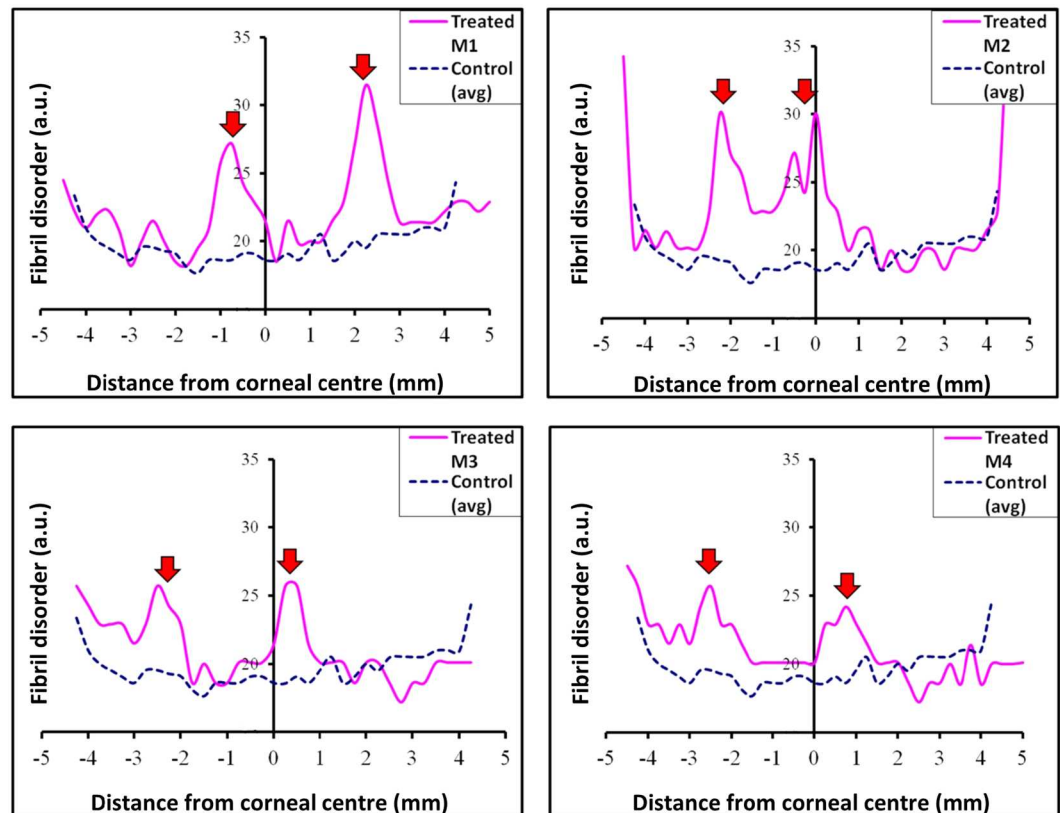 Treated
M1
Control
(avg)
Fibril disorder (a.u.)
35
30
25
20
-5 -4 -3 -2 -1 0 1 2 3 4 5
Distance from corneal centre (mm)
Treated
M2
Control
(avg)
Fibril disorder (a.u.)
35
30
25
20
-5 -4 -3 -2 -1 0 1 2 3 4 5
Distance from corneal centre (mm)
Treated
M3
Control
(avg)
Fibril disorder (a.u.)
35
30
25
20
-5 -4 -3 -2 -1 0 1 2 3 4 5
Distance from corneal centre (mm)
Treated
M4
Control
(avg)
Fibril disorder (a.u.)
35
30
25
20
-5 -4 -3 -2 -1 0 1 2 3 4 5
Distance from corneal centre (mm)